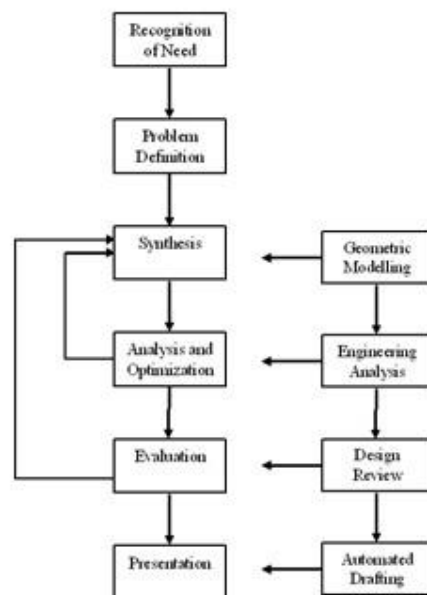 Recognition
of Need
Problem
Definition
Synthesis
Geometric
Modelling
Analysis and
Optimization
Engineering
Analysis
Evaluation
Design
Review
Presentation
Automated
Drafting